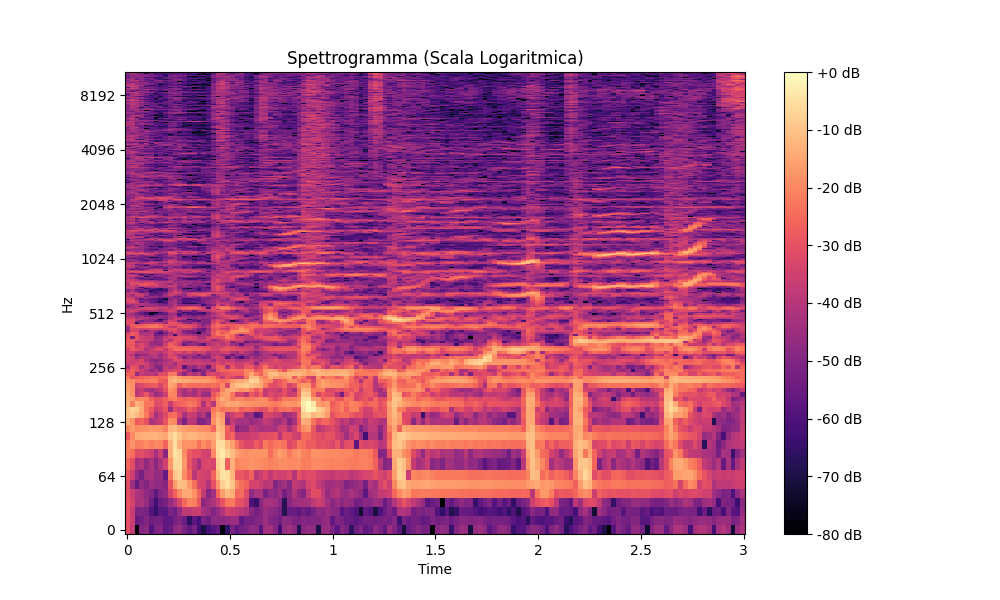 Spettrogramma (Scala Logaritmica)
Hz
8192
4096
2048
1024
512
256
128
64
0
0
0.5
1
1.5
2
2.5
3
Time
+0 dB
-10 dB
-20 dB
-30 dB
-40 dB
-50 dB
-60 dB
-70 dB
-80 dB